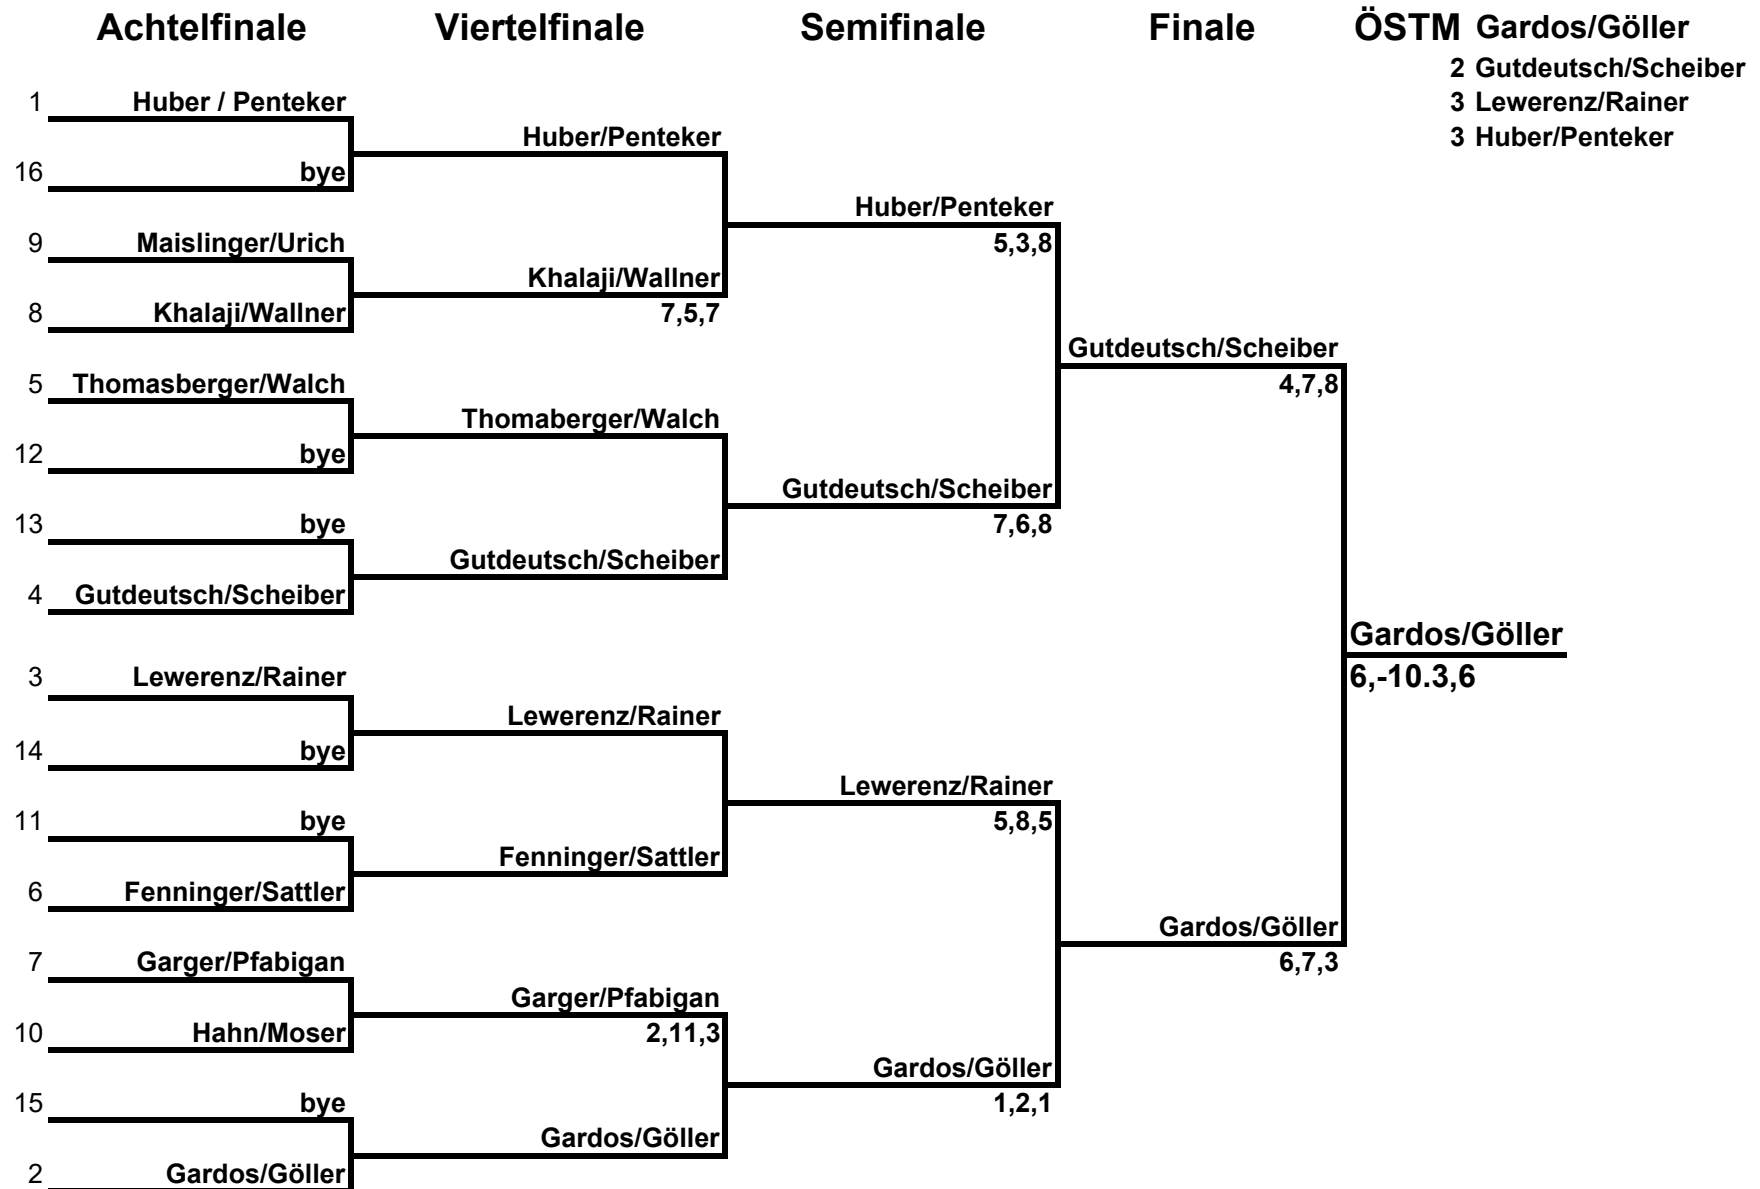 Achtelfinale Viertelfinale Semifinale Finale ÖSTM Gardos/Göller
2 Gutdeutsch/Scheiber
1 Huber / Penteker 3 Lewerenz/Rainer
Huber/Penteker 3 Huber/Penteker
16 bye
Huber/Penteker
9 Maislinger/Urich 5,3,8
Khalaji/Wallner
8 Khalaji/Wallner 7,5,7
Gutdeutsch/Scheiber
5 Thomasberger/Walch 4,7,8
Thomaberger/Walch
12 bye
Gutdeutsch/Scheiber
13 bye 7,6,8
Gutdeutsch/Scheiber
4 Gutdeutsch/Scheiber
Gardos/Göller
3 Lewerenz/Rainer 6,-10.3,6
Lewerenz/Rainer
14 bye
Lewerenz/Rainer
11 bye 5,8,5
Fenninger/Sattler
6 Fenninger/Sattler
Gardos/Göller
7 Garger/Pfabigan 6,7,3
Garger/Pfabigan
10 Hahn/Moser 2,11,3
Gardos/Göller
15 bye 1,2,1
Gardos/Göller
2 Gardos/Göller